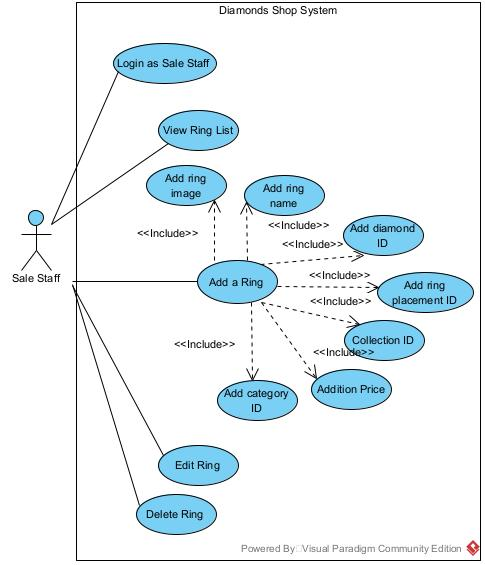 Diamonds Shop System
Login as Sale Staff
View Ring List
Add ring
image
Add ring
name
<<Include>>
<<Include>>
<<Include>>
Add diamond
ID
Sale Staff
Add a Ring
<<Include>>
Add ring
placement ID
<<Include>>
Collection ID
<<Include>>
<<Include>>
Add category
ID
Addition Price
Edit Ring
Delete Ring
Powered By Visual Paradigm Community Edition